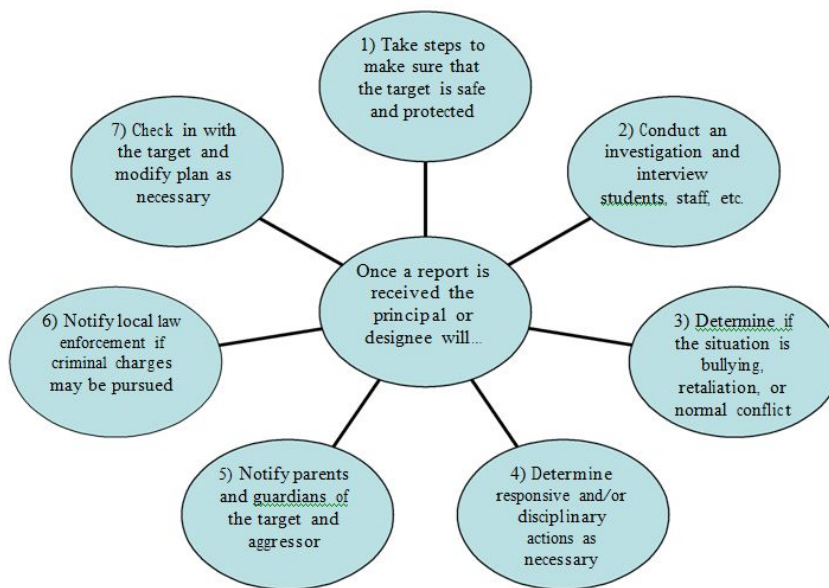 1) Take steps to
make sure that
the target is safe
and protected
2) Conduct an
investigation and
interview
students, staff, etc.
3) Determine if
the situation is
bullying,
retaliation, or
normal conflict
4) Determine
responsive and/or
disciplinary
actions as
necessary
5) Notify parents
and guardians of
the target and
aggressor
6) Notify local law
enforcement if
criminal charges
may be pursued
7) Check in with
the target and
modify plan as
necessary
Once a report is
received the
principal or
designee will...